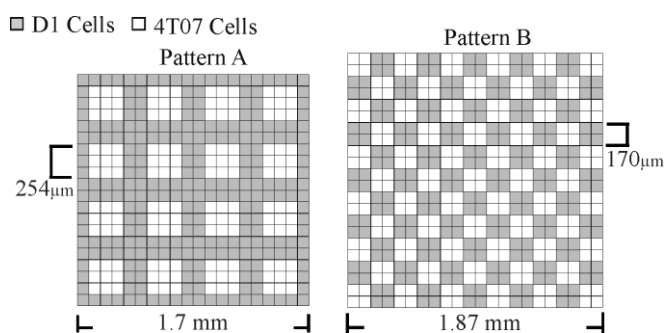 D1 Cells 4T07 Cells
Pattern A
Pattern B
254μm
170μm
1.7 mm
1.87 mm